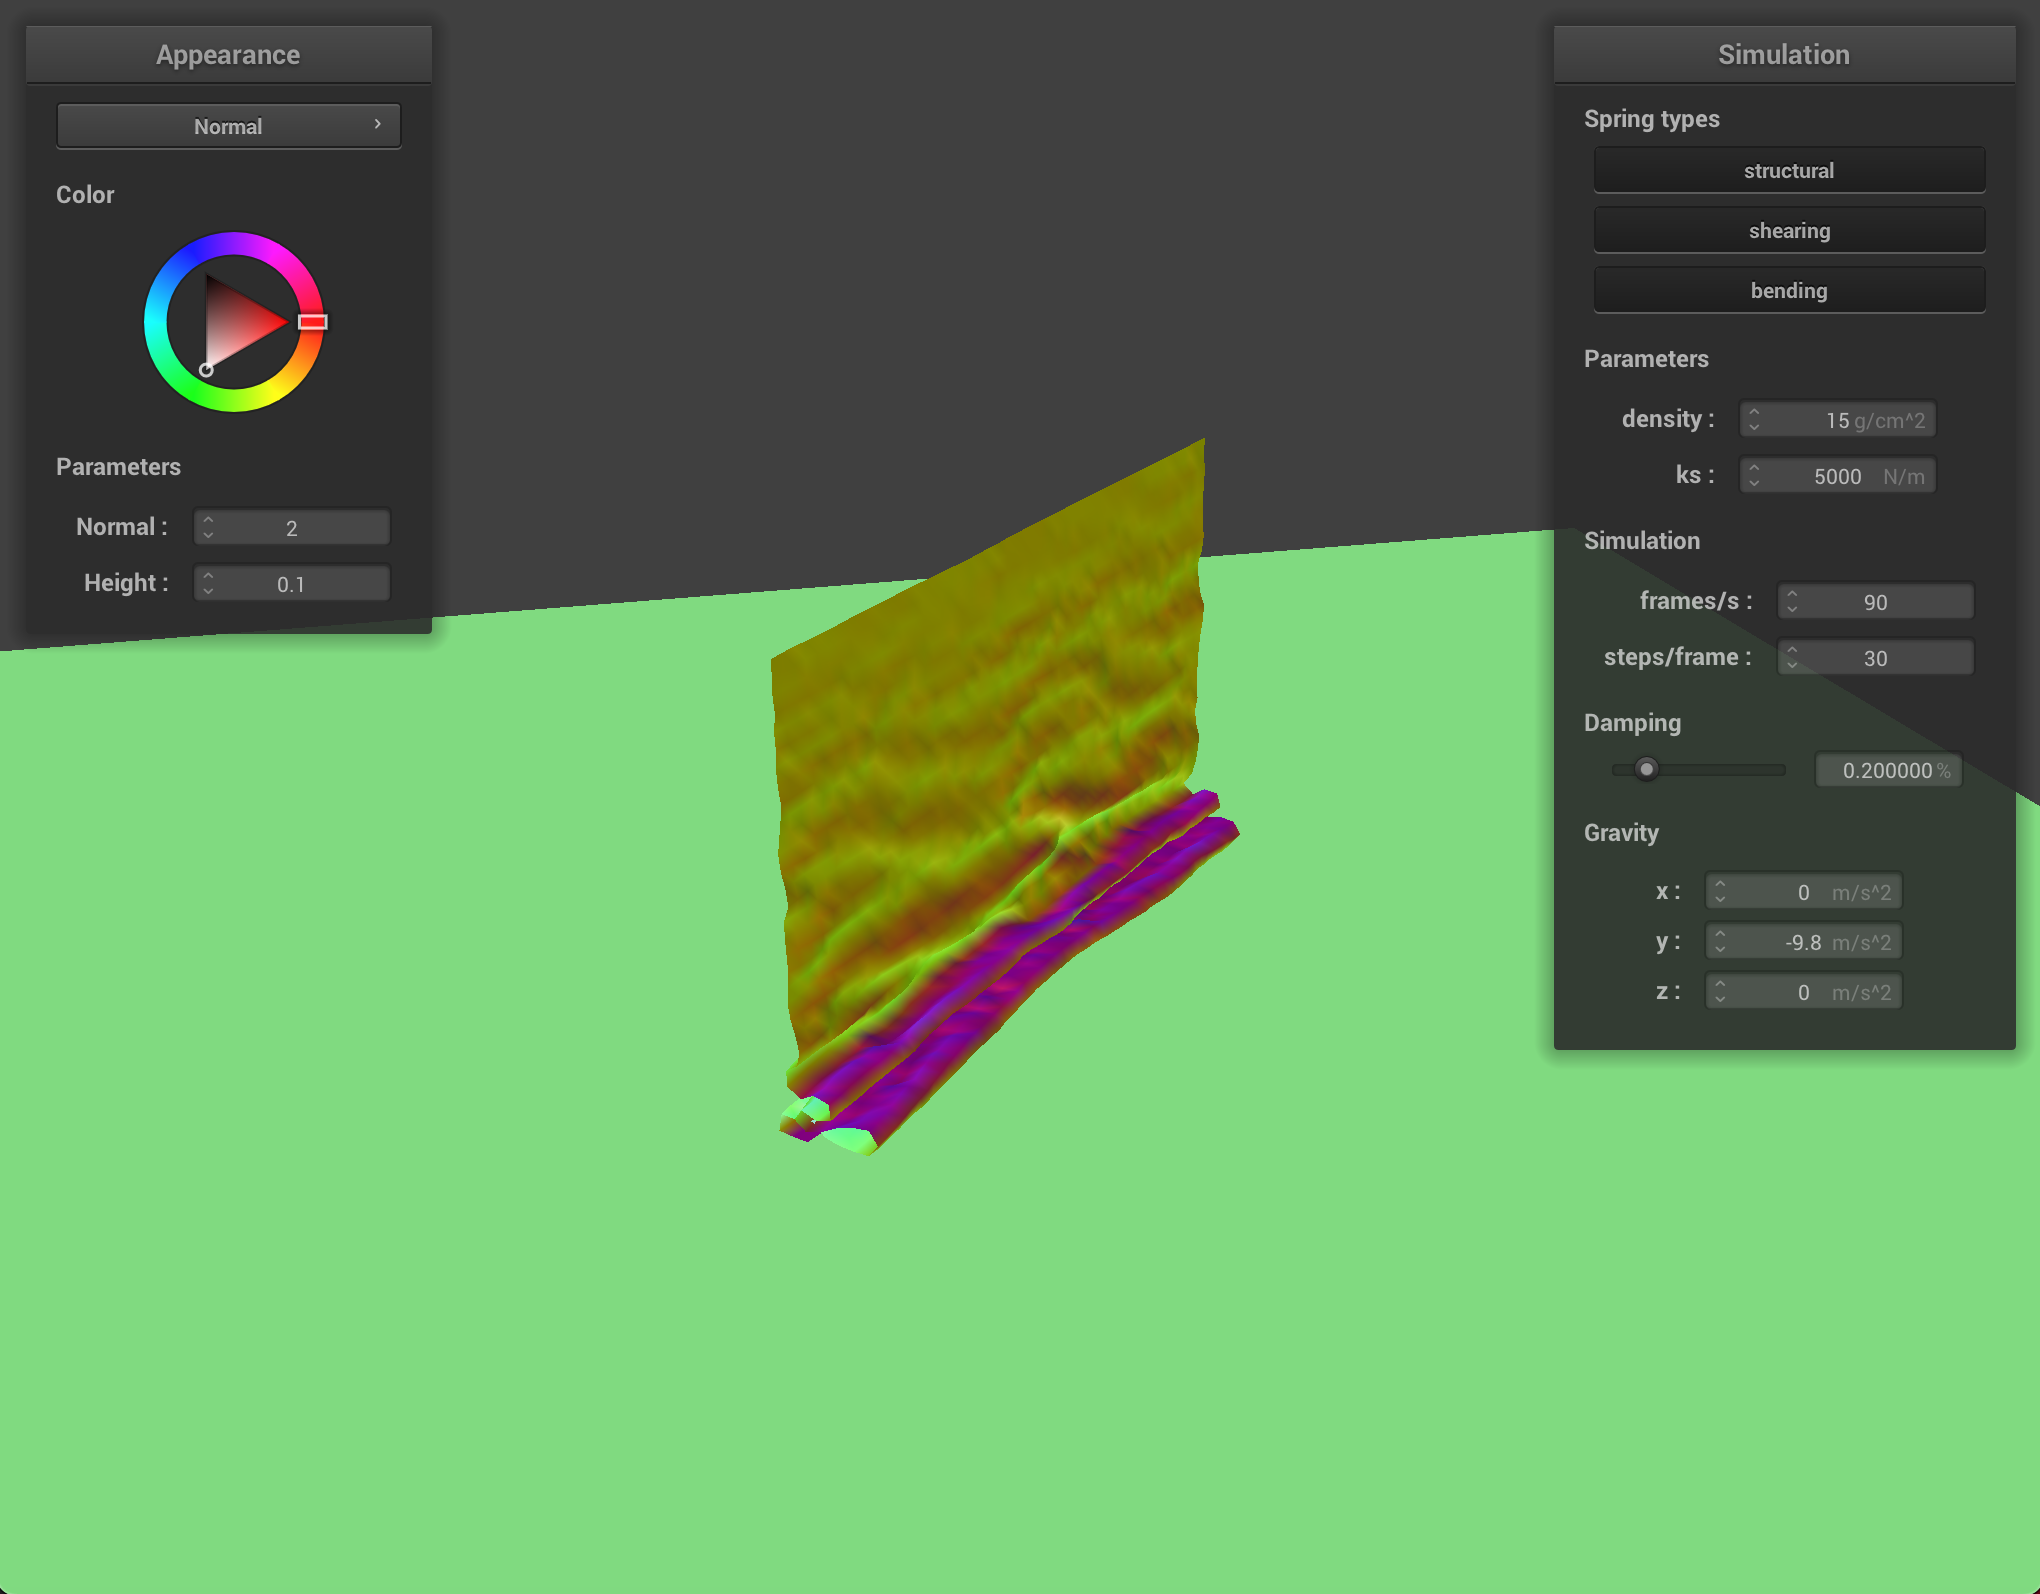 Appearance
Normal
Color
Parameters
Normal : 2
Height : 0.1
Simulation
Spring types
structural
shearing
bending
Parameters
density : 15 g/cm^2
ks : 5000 N/m
Simulation
frames/s : 90
steps/frame : 30
Damping
0.200000 %
Gravity
x : 0 m/s^2
y : -9.8 m/s^2
z : 0 m/s^2